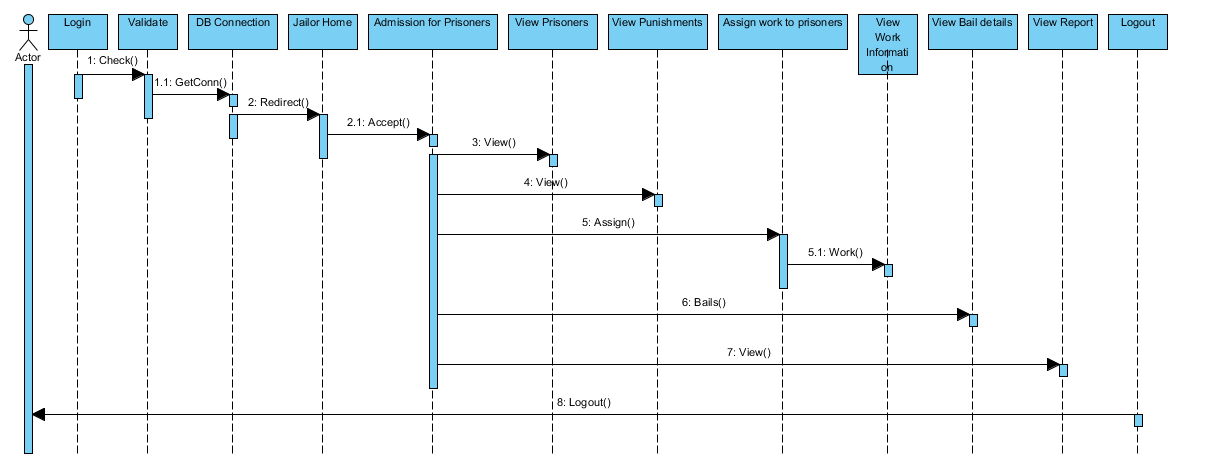 Login
Validate
DB Connection
Jailor Home
Admission for Prisoners
View Prisoners
View Punishments
Assign work to prisoners
View
Work
Informati
on
View Bail details
View Report
Logout
Actor
1: Check()
1.1: GetConn()
2: Redirect()
2.1: Accept()
3: View()
4: View()
5: Assign()
5.1: Work()
6: Bails()
7: View()
8: Logout()